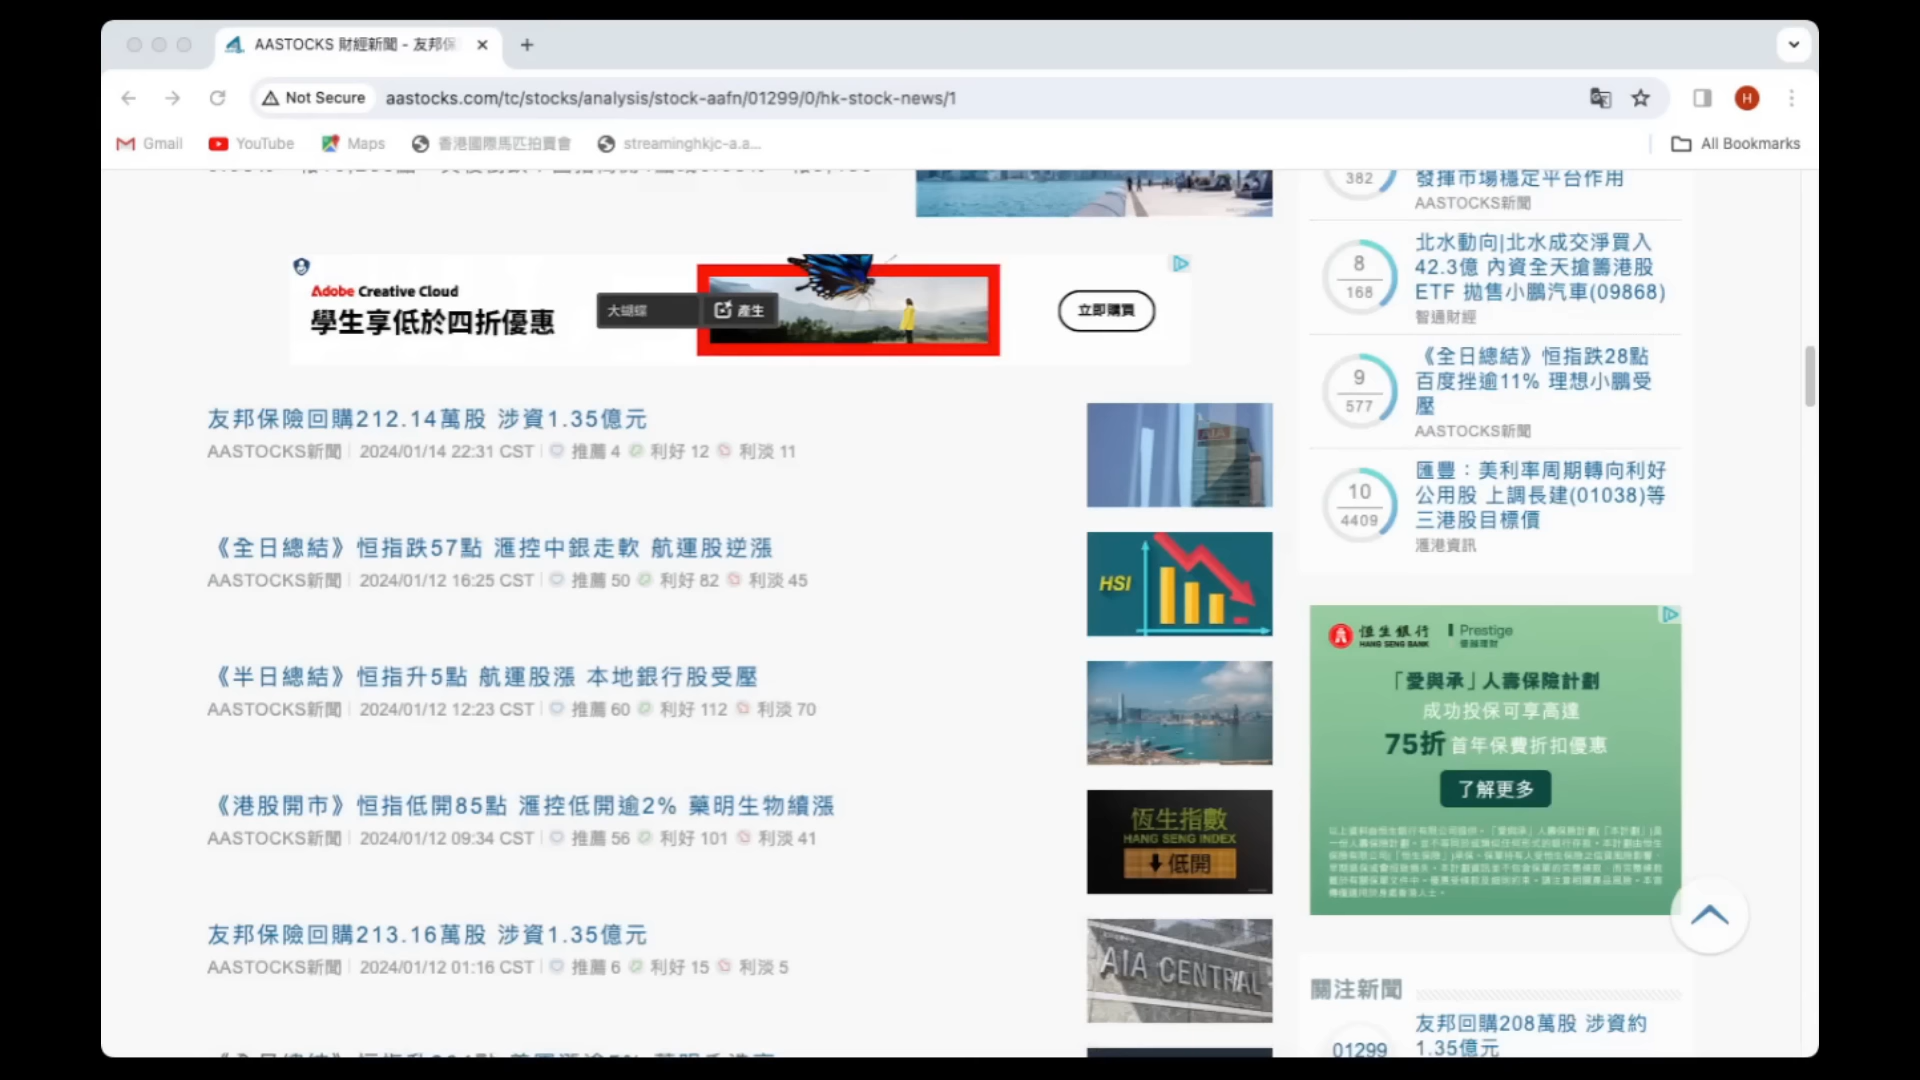 AASTOCKS 財經新聞 - 友邦保
Not Secure
aastocks.com/tc/stocks/analysis/stock-aafn/01299/0/hk-stock-news/1
H
Gmail
YouTube
Maps
香港國際馬匹拍賣會
streaminghkjc-a.a...
All Bookmarks
Adobe Creative Cloud
學生享低於四折優惠
大蝴蝶
產生
立即購買
友邦保險回購212.14萬股 涉資1.35億元
AASTOCKS新聞 2024/01/14 22:31 CST 推薦 4 利好 12 利淡 11
AIA
《全日總結》恒指跌57點 滙控中銀走軟 航運股逆漲
AASTOCKS新聞 2024/01/12 16:25 CST 推薦 50 利好 82 利淡 45
HSI
《半日總結》恒指升5點 航運股漲 本地銀行股受壓
AASTOCKS新聞 2024/01/12 12:23 CST 推薦 60 利好 112 利淡 70
《港股開市》恒指低開85點 滙控低開逾2% 藥明生物續漲
AASTOCKS新聞 2024/01/12 09:34 CST 推薦 56 利好 101 利淡 41
恆生指數
HANG SENG INDEX
低開
友邦保險回購213.16萬股 涉資1.35億元
AASTOCKS新聞 2024/01/12 01:16 CST 推薦 6 利好 15 利淡 5
AIA CENTRAL
382
發揮市場穩定平台作用
AASTOCKS新聞
8
168
北水動向|北水成交淨買入
42.3億 內資全天搶籌港股
ETF 拋售小鵬汽車(09868)
智通財經
9
577
《全日總結》恒指跌28點
百度挫逾11% 理想小鵬受
壓
AASTOCKS新聞
10
4409
匯豐：美利率周期轉向利好
公用股 上調長建(01038)等
三港股目標價
滙港資訊
恒生銀行
HANG SENG BANK
Prestige
優越理財
「愛與承」人壽保險計劃
成功投保可享高達
75折 首年保費折扣優惠
了解更多
關注新聞
01299
友邦回購208萬股 涉資約
1.35億元